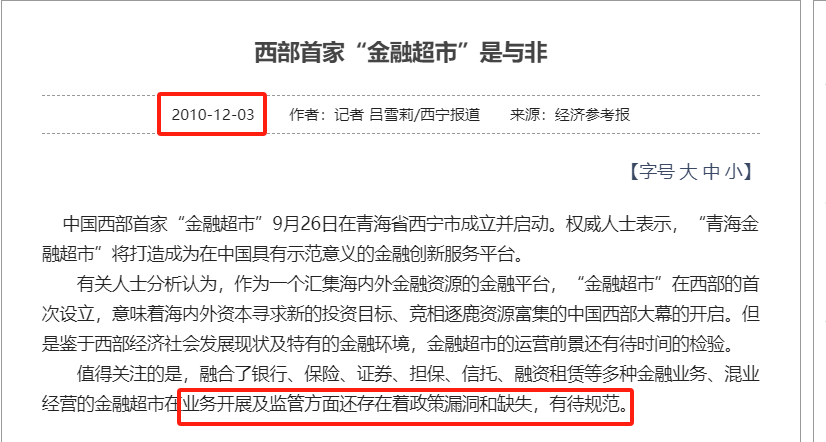 西部首家“金融超市”是与非
2010-12-03 作者：记者 吕雪莉/西宁报道 来源：经济参考报
【字号 大 中 小】
中国西部首家“金融超市”9月26日在青海省西宁市成立并启动。权威人士表示，“青海金
融超市”将打造成为在中国具有示范意义的金融创新服务平台。
有关人士分析认为，作为一个汇集海内外金融资源的金融平台，“金融超市”在西部的首
次设立，意味着海内外资本寻求新的投资目标、竞相逐鹿资源富集的中国西部大幕的开启。但
是鉴于西部经济社会发展现状及特有的金融环境，金融超市的运营前景还有待时间的检验。
值得关注的是，融合了银行、保险、证券、担保、信托、融资租赁等多种金融业务、混业
经营的金融超市在业务开展及监管方面还存在着政策漏洞和缺失，有待规范。